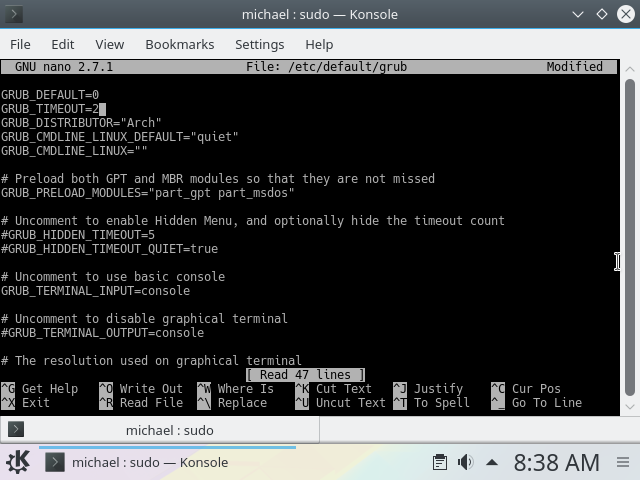 michael : sudo — Konsole
File Edit View Bookmarks Settings Help
GNU nano 2.7.1 File: /etc/default/grub Modified
GRUB_DEFAULT=0
GRUB_TIMEOUT=2
GRUB_DISTRIBUTOR="Arch"
GRUB_CMDLINE_LINUX_DEFAULT="quiet"
GRUB_CMDLINE_LINUX=""
# Preload both GPT and MBR modules so that they are not missed
GRUB_PRELOAD_MODULES="part_gpt part_msdos"
# Uncomment to enable Hidden Menu, and optionally hide the timeout count
#GRUB_HIDDEN_TIMEOUT=5
#GRUB_HIDDEN_TIMEOUT_QUIET=true
# Uncomment to use basic console
GRUB_TERMINAL_INPUT=console
# Uncomment to disable graphical terminal
#GRUB_TERMINAL_OUTPUT=console
# The resolution used on graphical terminal
[ Read 47 lines ]
^G Get Help ^O Write Out ^W Where Is ^K Cut Text ^J Justify ^C Cur Pos
^X Exit ^R Read File ^\ Replace ^U Uncut Text ^T To Spell ^_ Go To Line
michael : sudo
michael : sudo — Konsole 8:38 AM